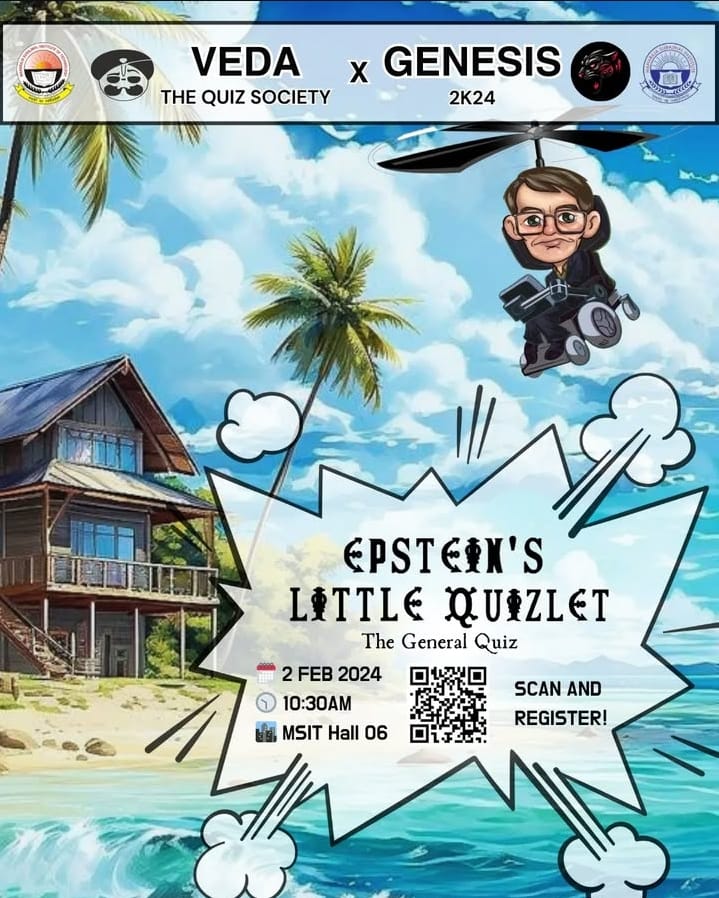 VEDA X GENESIS
THE QUIZ SOCIETY 2K24
EPSTEIN'S
LITTLE QUIZLET
The General Quiz
2 FEB 2024
10:30AM
MSIT Hall 06
SCAN AND
REGISTER!